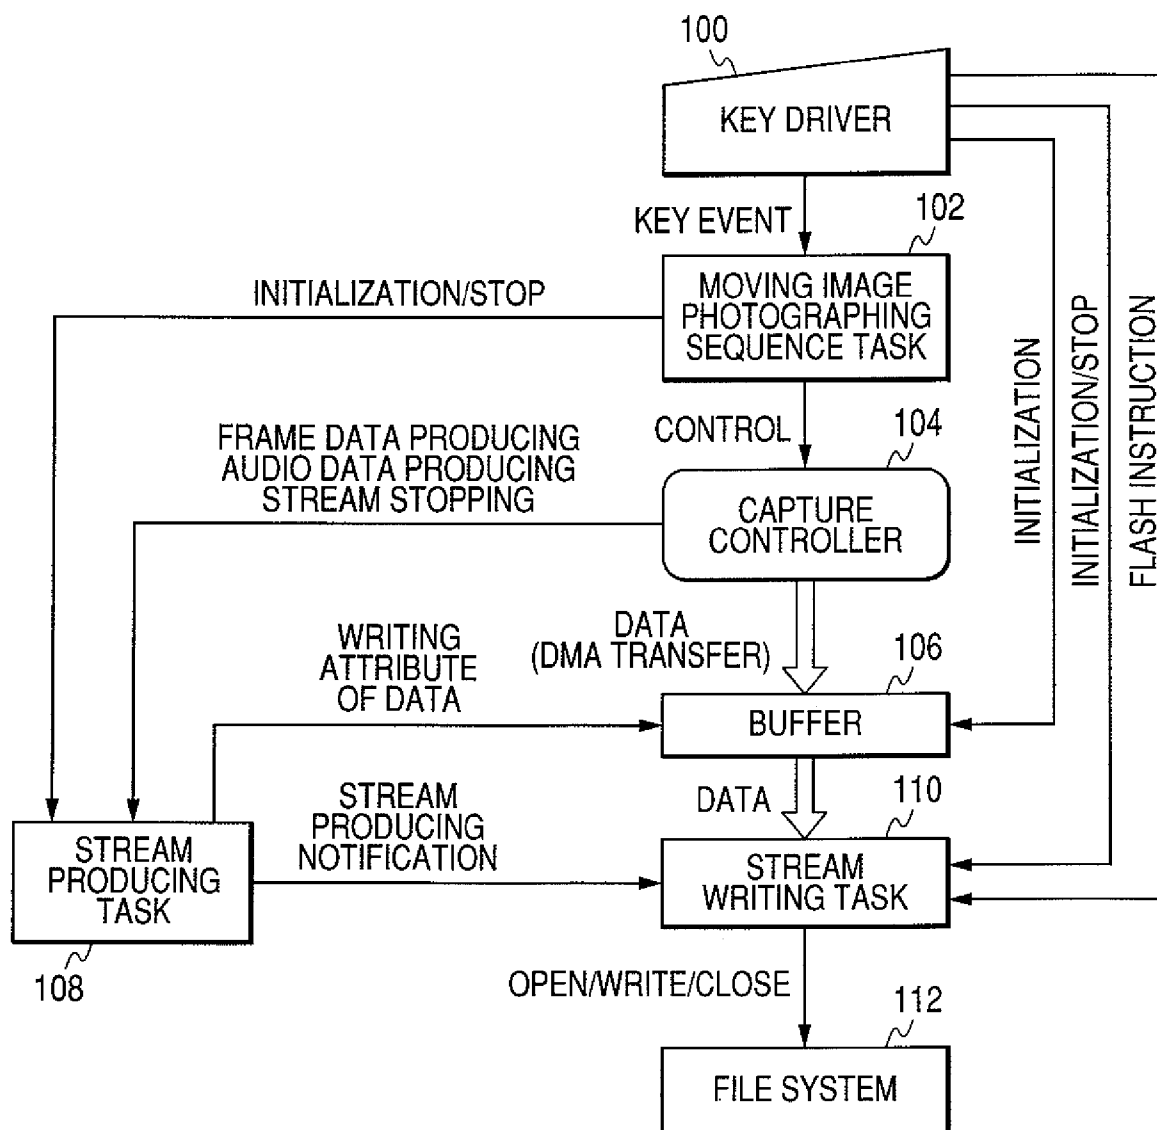 100
KEY DRIVER
KEY EVENT
102
INITIALIZATION/STOP
MOVING IMAGE
PHOTOGRAPHING
SEQUENCE TASK
INITIALIZATION
INITIALIZATION/STOP
FLASH INSTRUCTION
CONTROL
104
FRAME DATA PRODUCING
AUDIO DATA PRODUCING
STREAM STOPPING
CAPTURE
CONTROLLER
DATA
(DMA TRANSFER)
WRITING
ATTRIBUTE
OF DATA
106
BUFFER
DATA
110
STREAM
PRODUCING
NOTIFICATION
STREAM
PRODUCING
TASK
108
STREAM
WRITING TASK
OPEN/WRITE/CLOSE
112
FILE SYSTEM